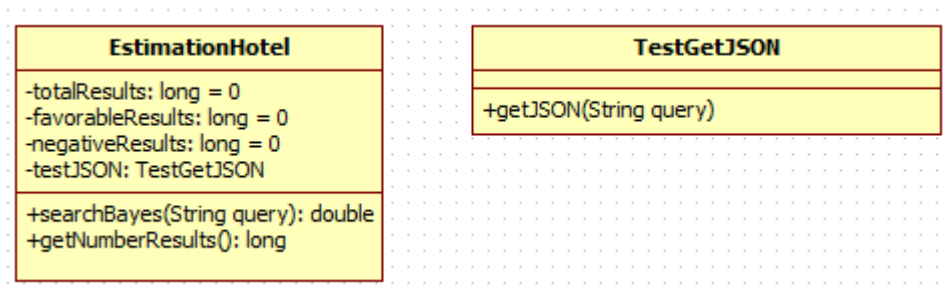 EstimationHotel
-totalResults: long = 0
-favorableResults: long = 0
-negativeResults: long = 0
-testJSON: TestGetJSON
+searchBayes(String query): double
+getNumberResults(): long
TestGetJSON
+getJSON(String query)